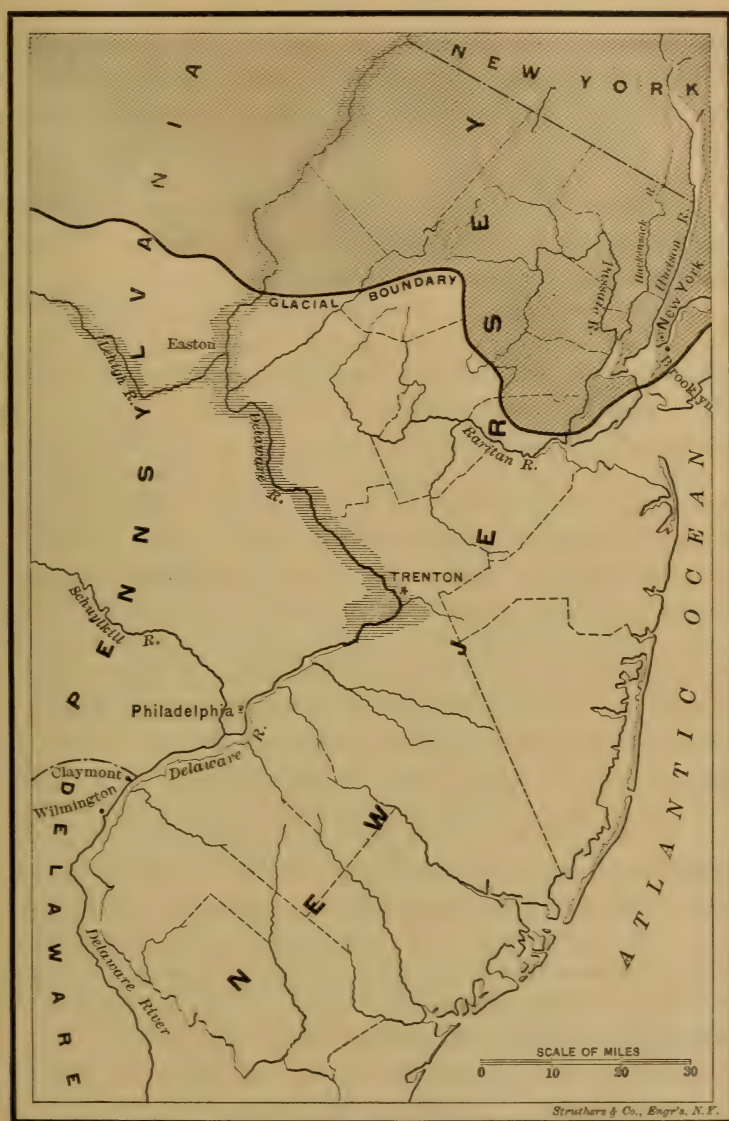 NEW YORK
PENNSYLVANIA
NEW JERSEY
GLACIAL BOUNDARY
Hackensack R.
Hudson R.
Passaic R.
New York
Brooklyn
Lehigh R.
Easton
Delaware R.
Raritan R.
TRENTON
Schuylkill R.
Philadelphia
Delaware R.
Claymont
Wilmington
DELAWARE
Delaware River
ATLANTIC OCEAN
SCALE OF MILES
0 10 20 30
Struthers & Co., Engr's, N.Y.